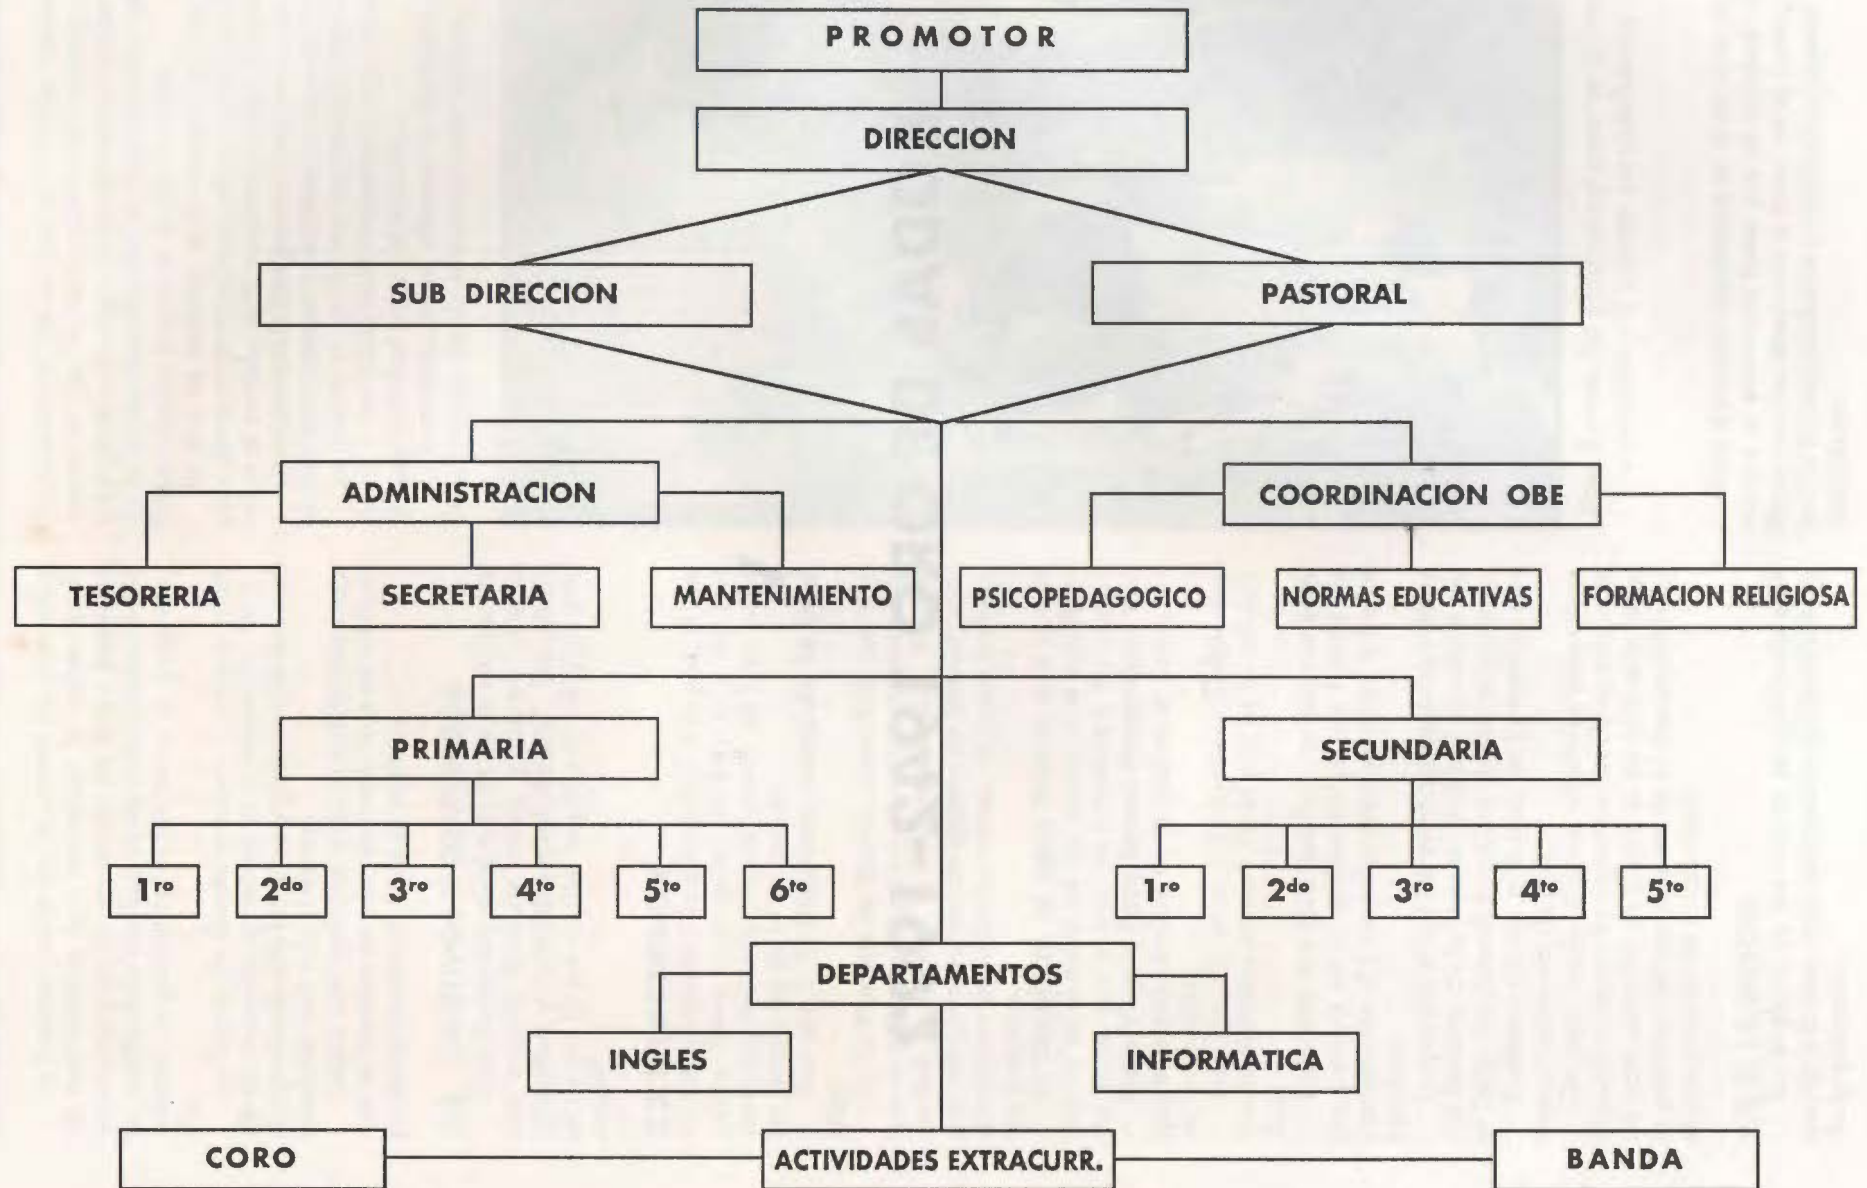 PROMOTOR
DIRECCION
SUB DIRECCION
PASTORAL
ADMINISTRACION
COORDINACION OBE
TESORERIA
SECRETARIA
MANTENIMIENTO
PSICOPEDAGOGICO
NORMAS EDUCATIVAS
FORMACION RELIGIOSA
PRIMARIA
SECUNDARIA
1ro
2do
3ro
4to
5to
6to
1ro
2do
3ro
4to
5to
DEPARTAMENTOS
INGLES
INFORMATICA
CORO
ACTIVIDADES EXTRACURR.
BANDA